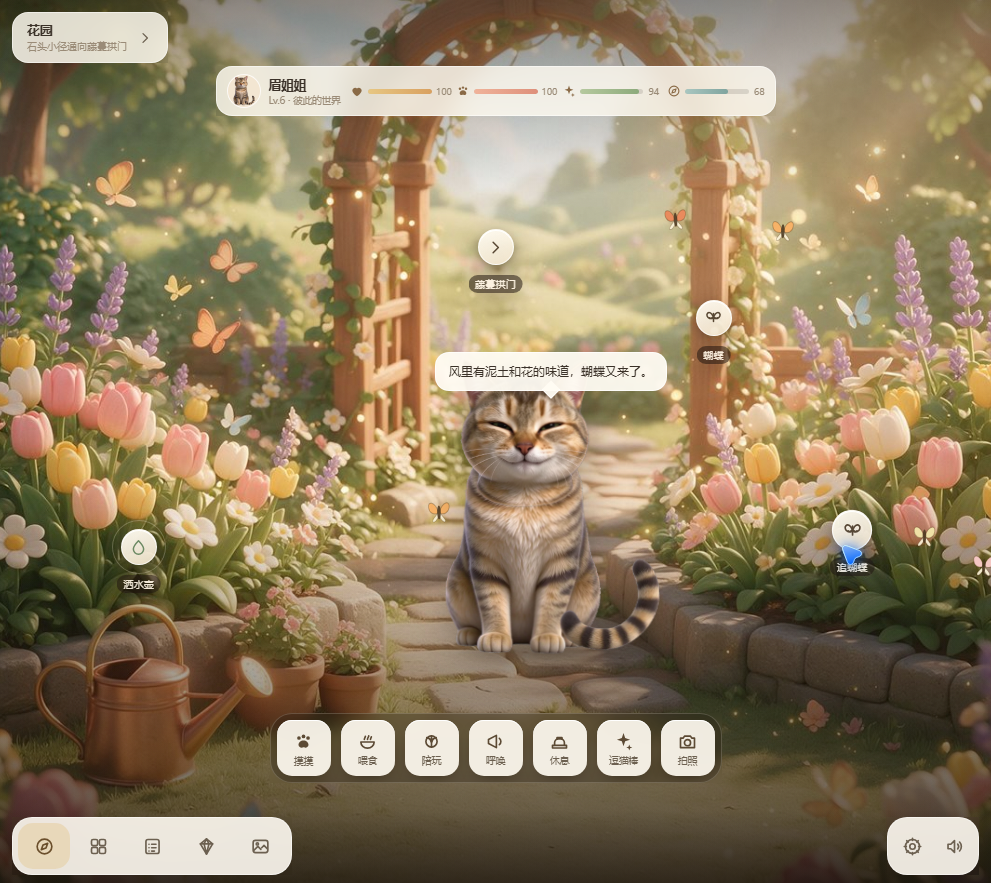 花园
石头小径通向藤蔓拱门
眉姐姐
Lv.6 · 彼此的世界
100
100
94
68
藤蔓拱门
蝴蝶
风里有泥土和花的味道，蝴蝶又来了。
洒水壶
追蝴蝶
摸摸
喂食
陪玩
呼唤
休息
逗猫棒
拍照